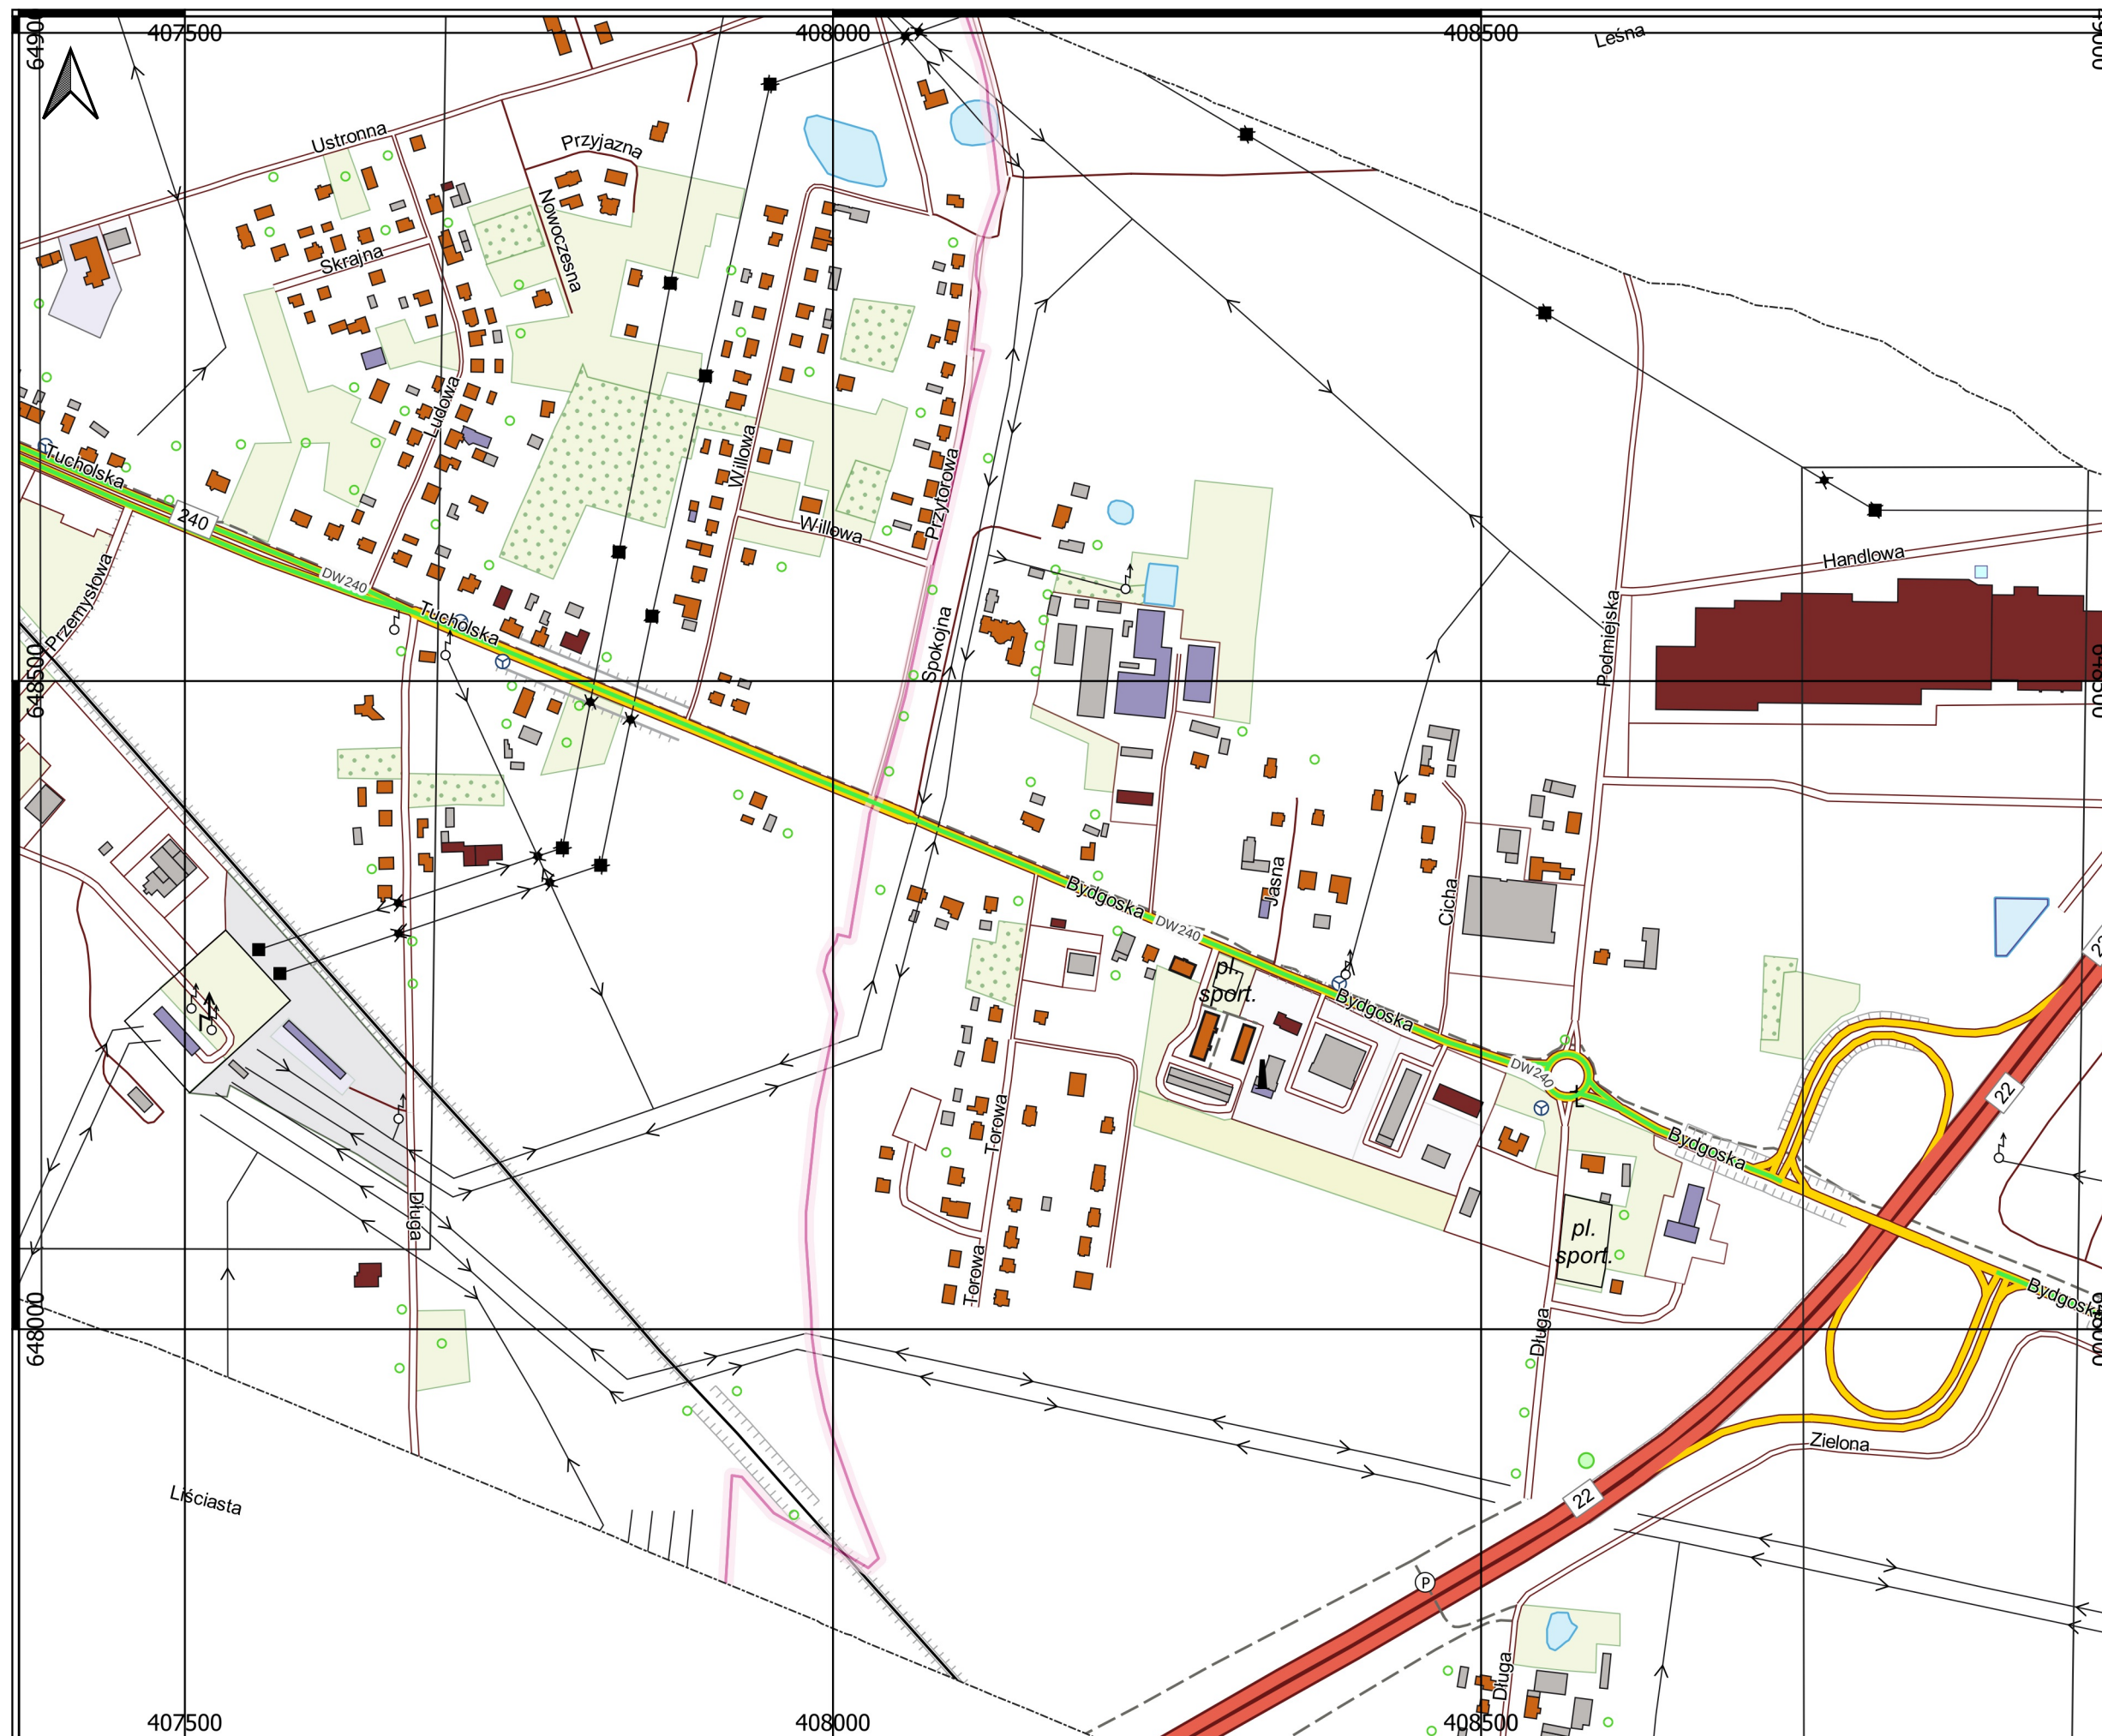 407500
408000
408500
Leśna
64900
Ustronna
Przyjazna
Nowoczesna
Skrajna
Ludowa
Tucholska
240
DW240
Tucholska
Willowa
Willowa
Przytorowa
Spokojna
Przemysłowa
Handlowa
Podmiejska
648500
Bydgoska
DW240
Jasna
Cicha
pl.
sport.
Bydgoska
DW240
Bydgoska
22
22
Bydgoska
pl.
sport.
Torowa
Torowa
Długa
Długa
648000
Zielona
22
Liściasta
P
Długa
407500
408000
408500